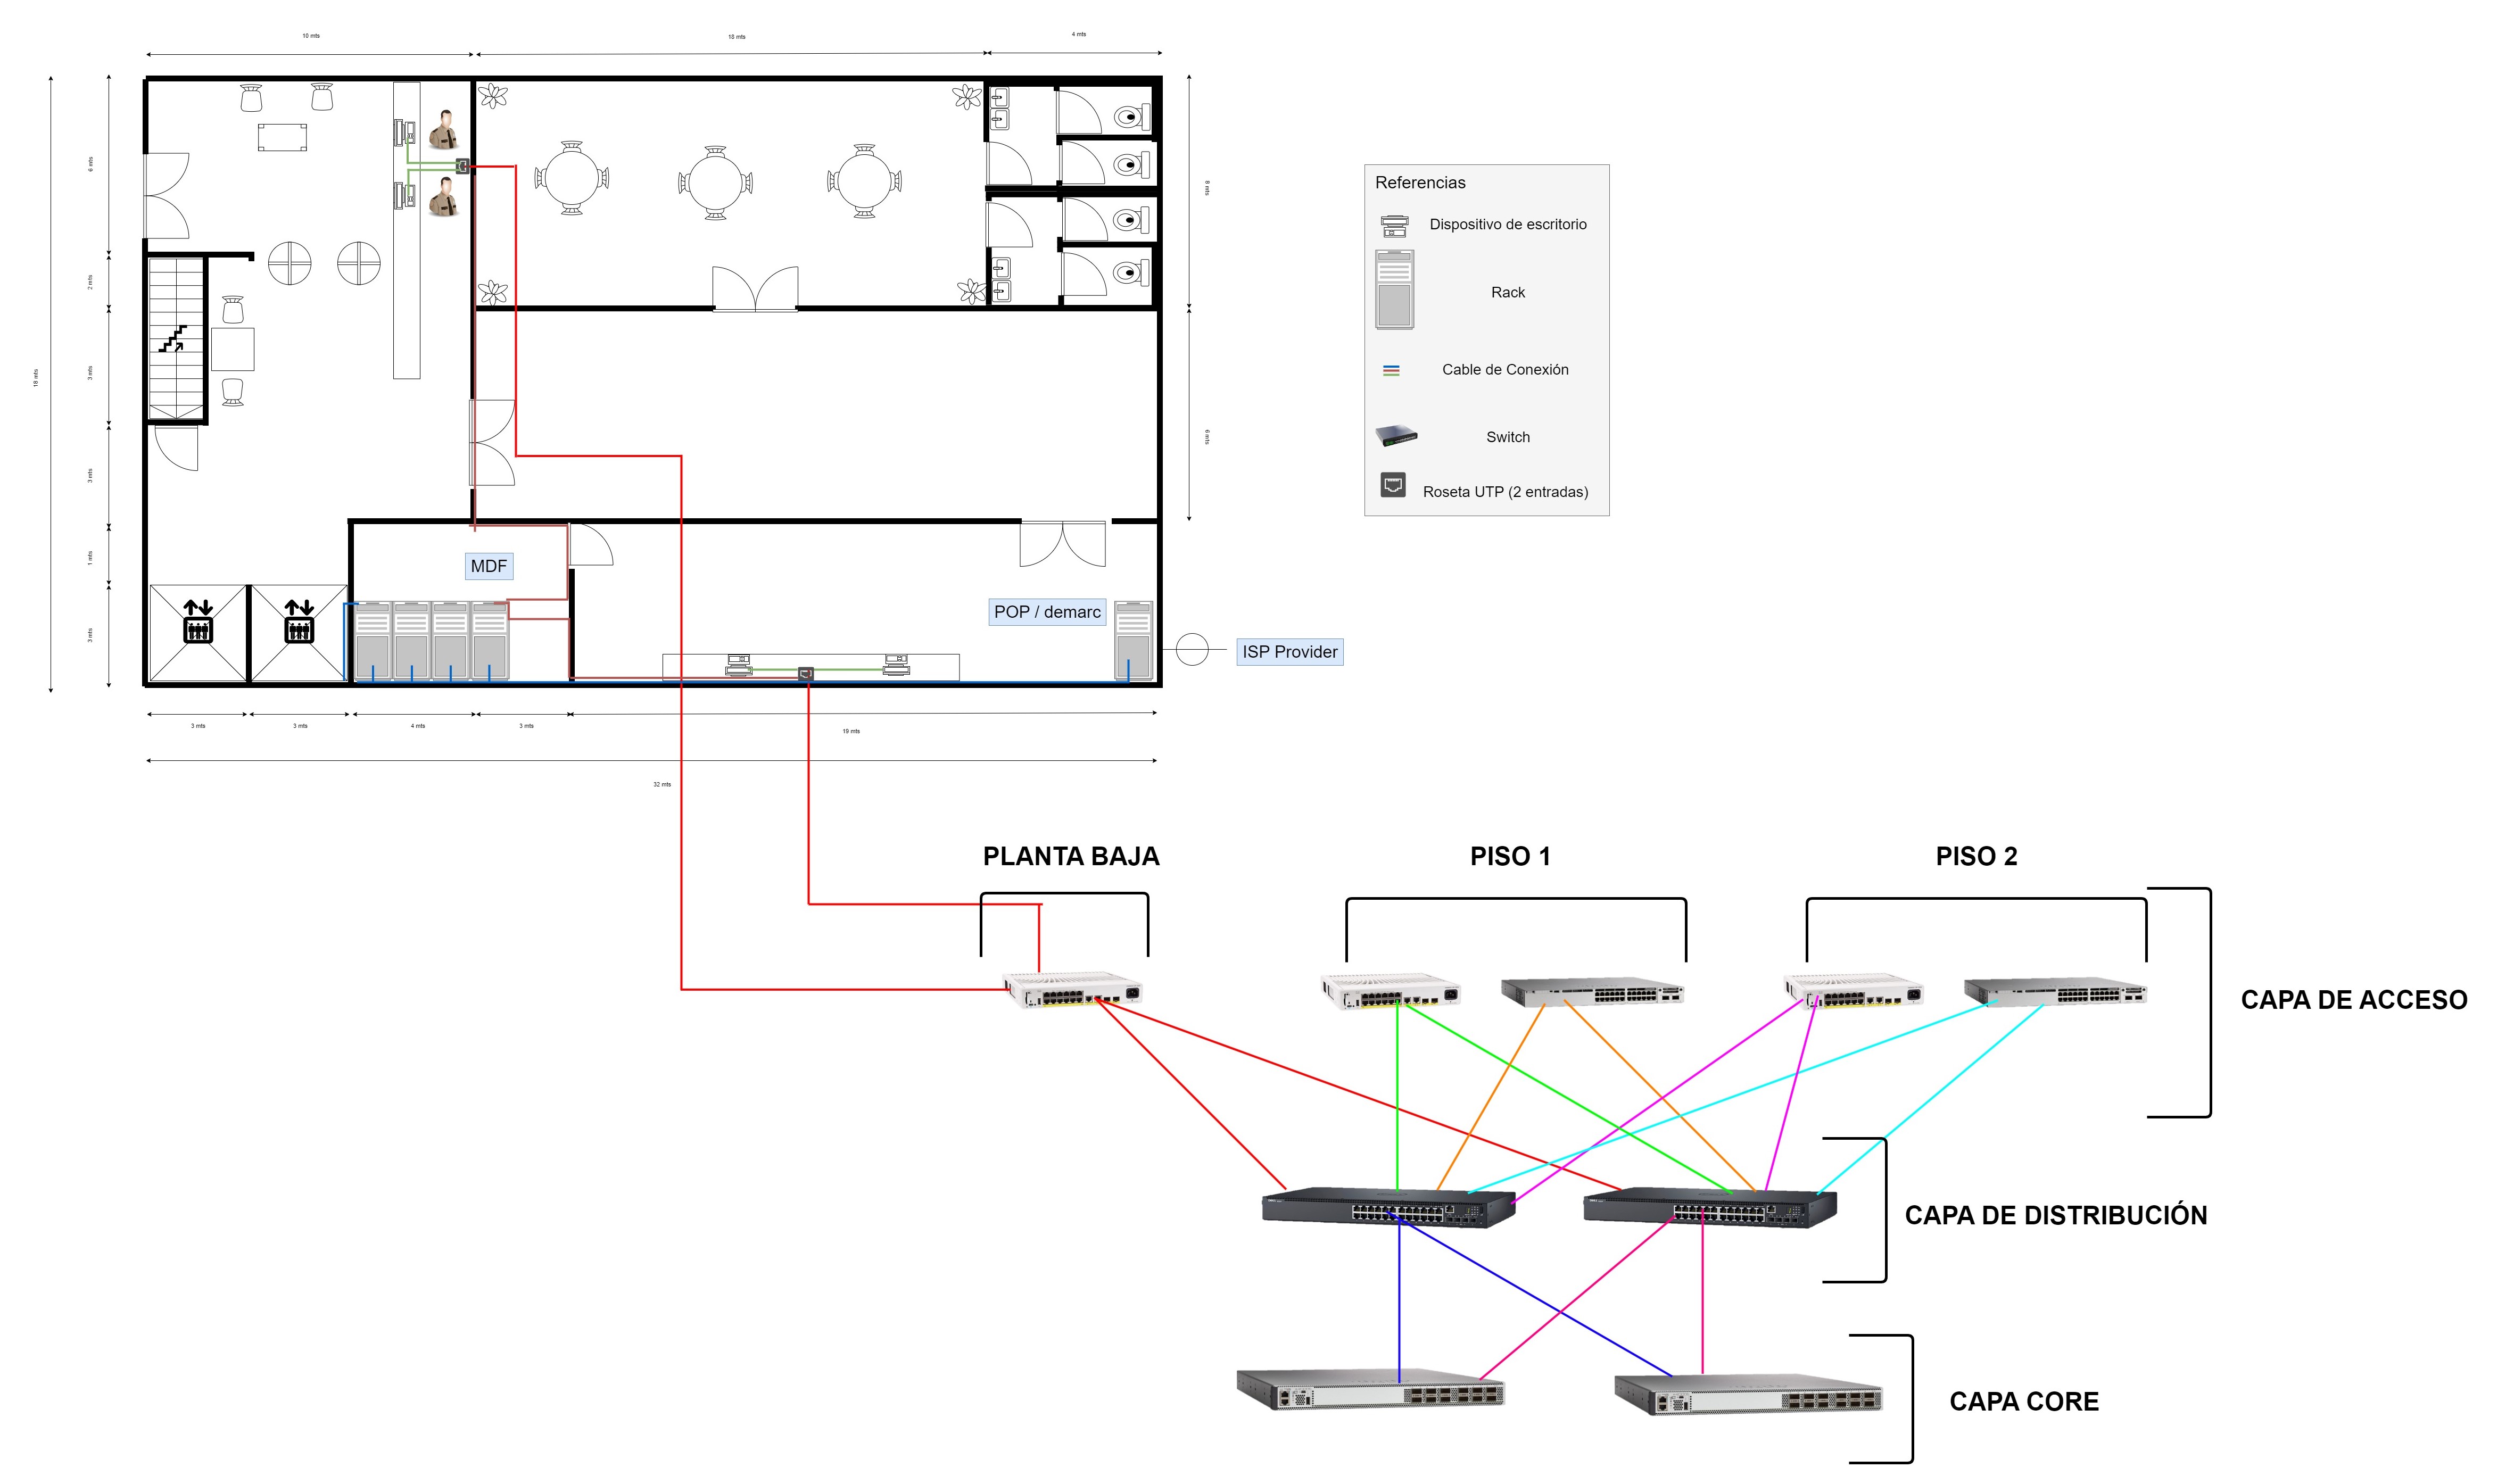 10 mts
15 mts
4 mts
18 mts
6 mts
2 mts
3 mts
3 mts
1 mts
3 mts
8 mts
6 mts
MDF
POP / demarc
ISP Provider
3 mts
3 mts
4 mts
3 mts
19 mts
32 mts
Referencias
Dispositivo de escritorio
Rack
Cable de Conexión
Switch
Roseta UTP (2 entradas)
PLANTA BAJA
PISO 1
PISO 2
CAPA DE ACCESO
CAPA DE DISTRIBUCIÓN
CAPA CORE